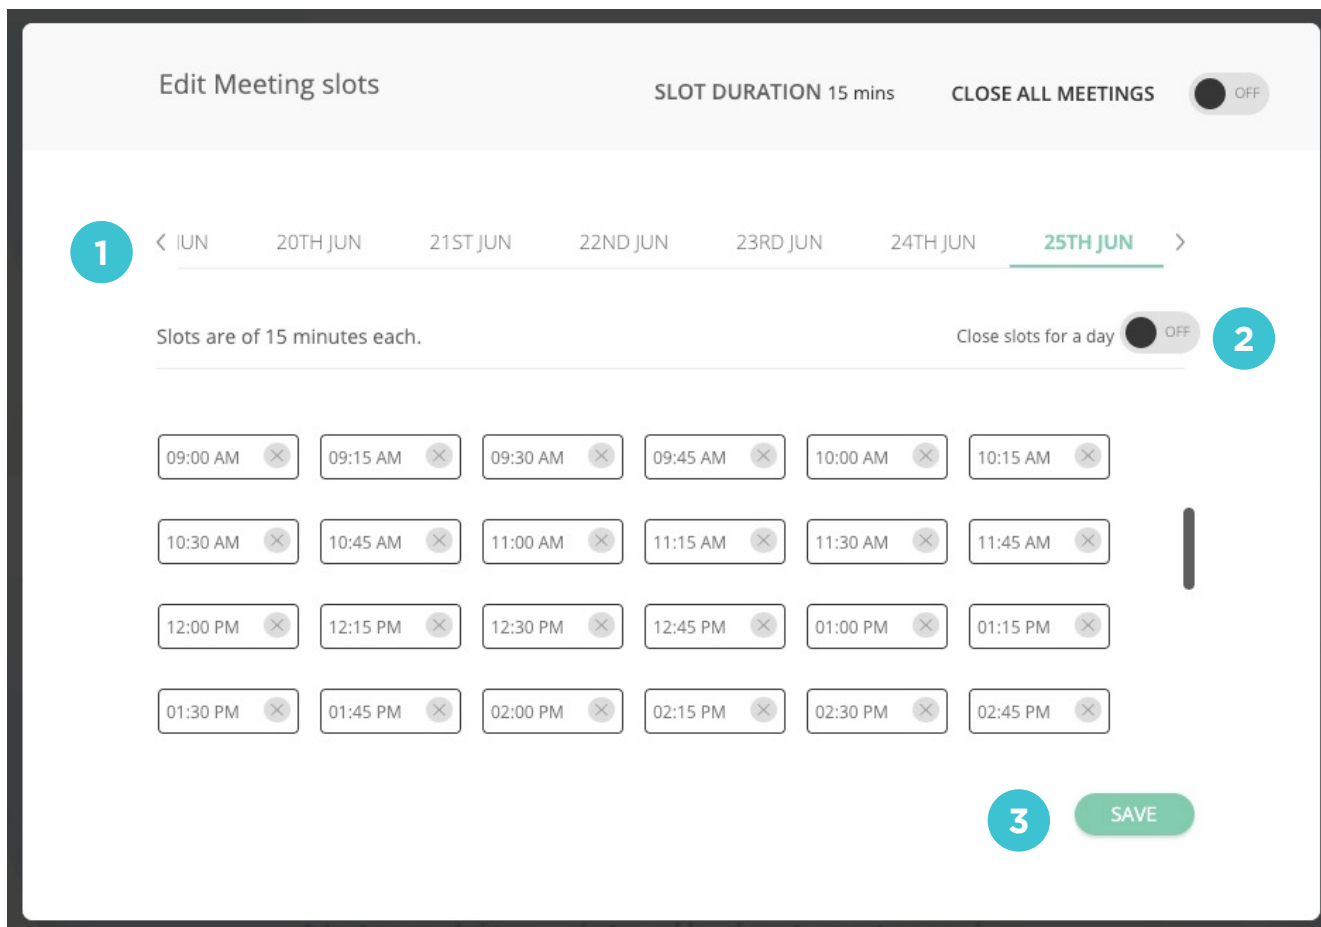 Edit Meeting slots
SLOT DURATION 15 mins
CLOSE ALL MEETINGS
OFF
1
JUN 20TH JUN 21ST JUN 22ND JUN 23RD JUN 24TH JUN 25TH JUN
Slots are of 15 minutes each.
Close slots for a day
OFF
2
09:00 AM 09:15 AM 09:30 AM 09:45 AM 10:00 AM 10:15 AM
10:30 AM 10:45 AM 11:00 AM 11:15 AM 11:30 AM 11:45 AM
12:00 PM 12:15 PM 12:30 PM 12:45 PM 01:00 PM 01:15 PM
01:30 PM 01:45 PM 02:00 PM 02:15 PM 02:30 PM 02:45 PM
3
SAVE